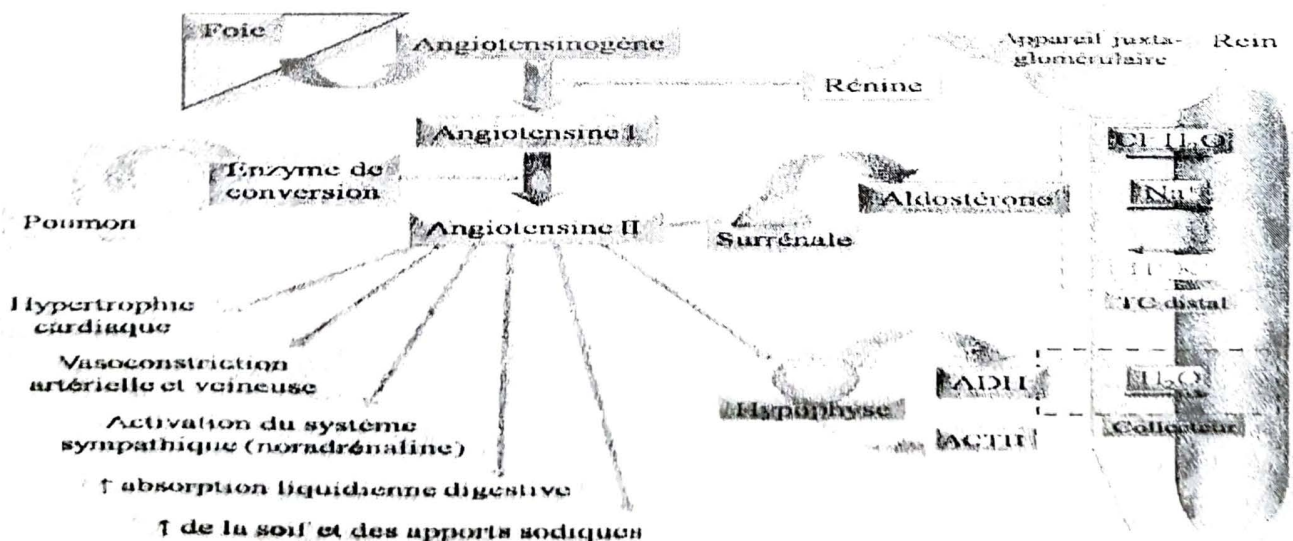 Foie
Angiotensinogène
Appareil juxta-
glomérulaire
Rein
Rénine
Angiotensine I
Cl- H₂O
Enzyme de
conversion
Aldostérone
Na⁺
Poumon
Angiotensine II
Surrénale
TC distal
Hypertrophie
cardiaque
Vasoconstriction
artérielle et veineuse
ADH
H₂O
Hypophyse
Activation du système
sympathique (noradrénaline)
ACTH
Collecteur
↑ absorption liquidienne digestive
↑ de la soif et des apports sodiques